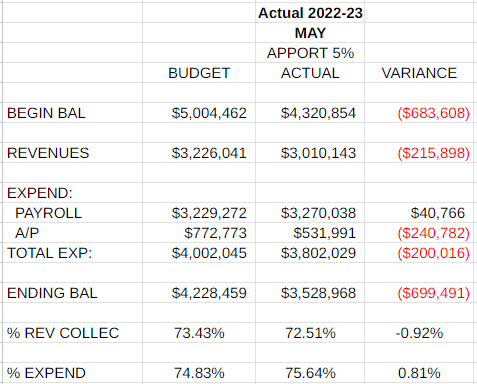 Actual 2022-23
MAY
APPORT 5%
BUDGET ACTUAL VARIANCE
BEGIN BAL $5,004,462 $4,320,854 ($683,608)
REVENUES $3,226,041 $3,010,143 ($215,898)
EXPEND:
PAYROLL $3,229,272 $3,270,038 $40,766
A/P $772,773 $531,991 ($240,782)
TOTAL EXP: $4,002,045 $3,802,029 ($200,016)
ENDING BAL $4,228,459 $3,528,968 ($699,491)
% REV COLLEC 73.43% 72.51% -0.92%
% EXPEND 74.83% 75.64% 0.81%